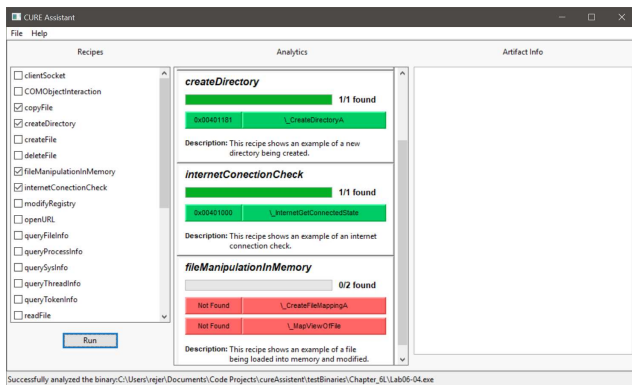 CURE Assistant
File Help
Recipes
Analytics
Artifact Info
clientSocket
COMObjectInteraction
copyFile
createDirectory
createFile
deleteFile
fileManipulationInMemory
internetConectionCheck
modifyRegistry
openURL
queryFileInfo
queryProcessInfo
querySysInfo
queryThreadInfo
queryTokenInfo
readFile
Run
createDirectory
1/1 found
0x00401181 \_CreateDirectoryA
Description: This recipe shows an example of a new
directory being created.
internetConectionCheck
1/1 found
0x00401000 \_InternetGetConnectedState
Description: This recipe shows an example of an internet
connection check.
fileManipulationInMemory
0/2 found
Not Found \_CreateFileMappingA
Not Found \_MapViewOfFile
Description: This recipe shows an example of a file
being loaded into memory and modified.
Successfully analyzed the binary:C:\Users\rejer\Documents\Code Projects\cureAssistent\testBinaries\Chapter_6L\Lab06-04.exe